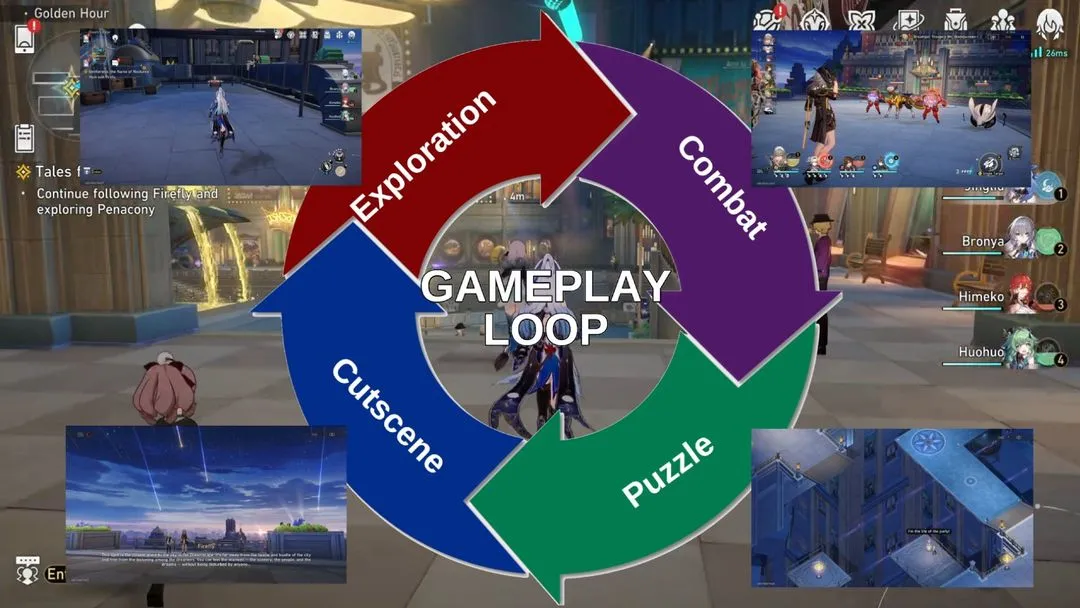 Golden Hour
26ms
Exploration
Combat
Tales
Continue following Firefly and
exploring Penacony
4m
1
Bronya
2
GAMEPLAY
LOOP
Himeko
3
Huohuo
4
Cutscene
Puzzle
Firefly
I'm the life of the party!
En